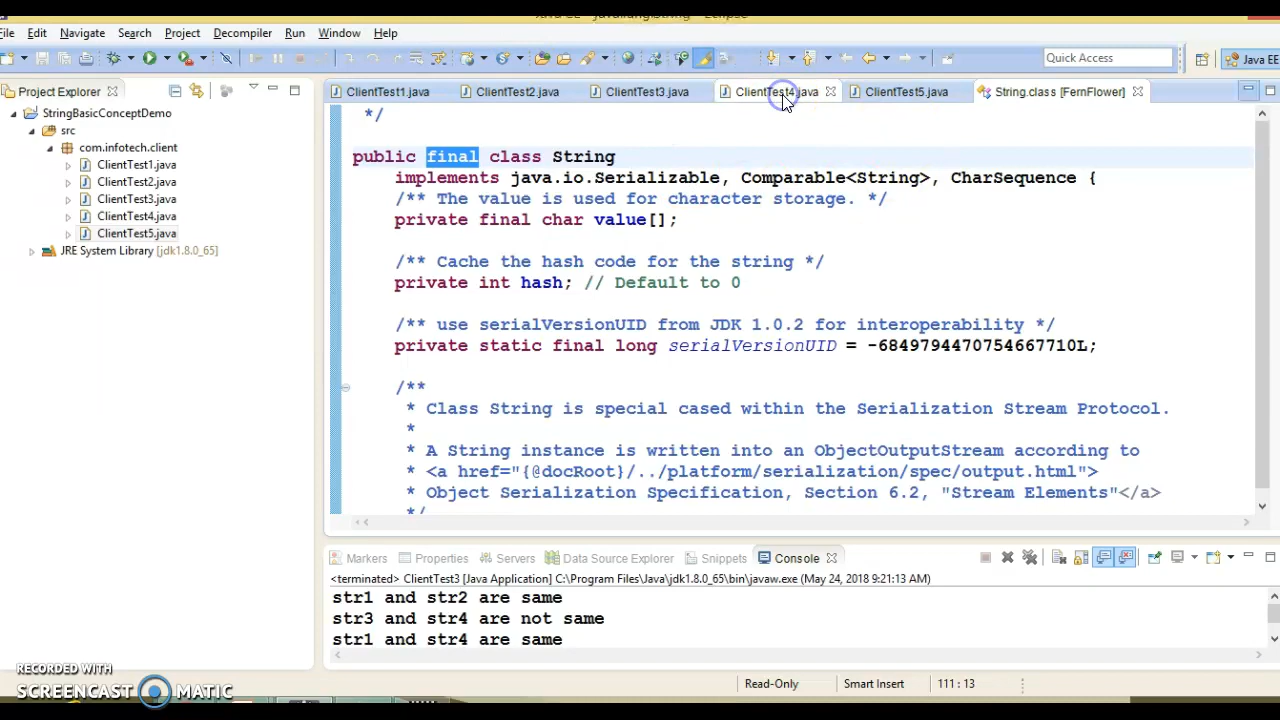 File Edit Navigate Search Project Decompiler Run Window Help
Quick Access
Java EE
Project Explorer
ClientTest1.java ClientTest2.java ClientTest3.java ClientTest4.java ClientTest5.java String.class [FernFlower]
StringBasicConceptDemo
src
com.infotech.client
ClientTest1.java
ClientTest2.java
ClientTest3.java
ClientTest4.java
ClientTest5.java
JRE System Library [jdk1.8.0_65]
*/
public final class String
implements java.io.Serializable, Comparable<String>, CharSequence {
/** The value is used for character storage. */
private final char value[];
/** Cache the hash code for the string */
private int hash; // Default to 0
/** use serialVersionUID from JDK 1.0.2 for interoperability */
private static final long serialVersionUID = -6849794470754667710L;
/**
* Class String is special cased within the Serialization Stream Protocol.
*
* A String instance is written into an ObjectOutputStream according to
* <a href="{@docRoot}/../platform/serialization/spec/output.html">
* Object Serialization Specification, Section 6.2, "Stream Elements"</a>
*/
Markers Properties Servers Data Source Explorer Snippets Console
<terminated> ClientTest3 [Java Application] C:\Program Files\Java\jdk1.8.0_65\bin\javaw.exe (May 24, 2018 9:21:13 AM)
str1 and str2 are same
str3 and str4 are not same
str1 and str4 are same
Read-Only Smart Insert 111 : 13
RECORDED WITH
SCREENCAST MATIC